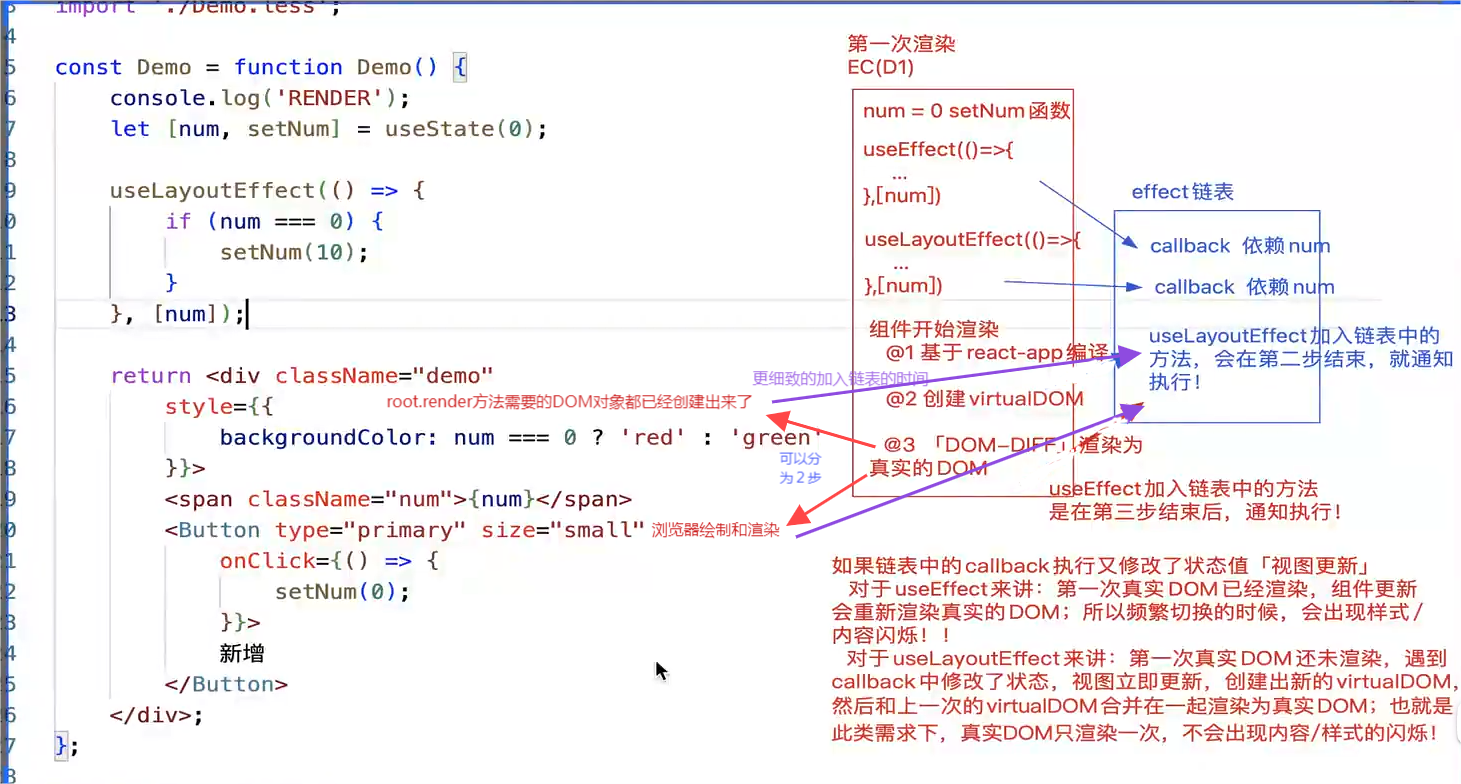 import './Demo.less';
const Demo = function Demo() {
console.log('RENDER');
let [num, setNum] = useState(0);
useLayoutEffect(() => {
if (num === 0) {
setNum(10);
}
}, [num]);
return <div className="demo"
style={{
backgroundColor: num === 0 ? 'red' : 'green'
}}>
<span className="num">{num}</span>
<Button type="primary" size="small"
onClick={() => {
setNum(0);
}}>
新增
</Button>
</div>;
};
root.render方法需要的DOM对象都已经创建出来了
更细致的加入链表的时间
可以分
为2步
浏览器绘制和渲染
第一次渲染
EC(D1)
num = 0 setNum函数
useEffect(()=>{
...
},[num])
useLayoutEffect(()=>{
...
},[num])
组件开始渲染
@1 基于react-app编译
@2 创建virtualDOM
@3 「DOM-DIFF」渲染为
真实的DOM
effect链表
callback 依赖num
callback 依赖num
useLayoutEffect加入链表中的
方法，会在第二步结束，就通知
执行！
useEffect加入链表中的方法
是在第三步结束后，通知执行！
如果链表中的callback执行又修改了状态值「视图更新」
对于useEffect来讲：第一次真实DOM已经渲染，组件更新
会重新渲染真实的DOM；所以频繁切换的时候，会出现样式/
内容闪烁！！
对于useLayoutEffect来讲：第一次真实DOM还未渲染，遇到
callback中修改了状态，视图立即更新，创建出新的virtualDOM，
然后和上一次的virtualDOM合并在一起渲染为真实DOM；也就是
此类需求下，真实DOM只渲染一次，不会出现内容/样式的闪烁！